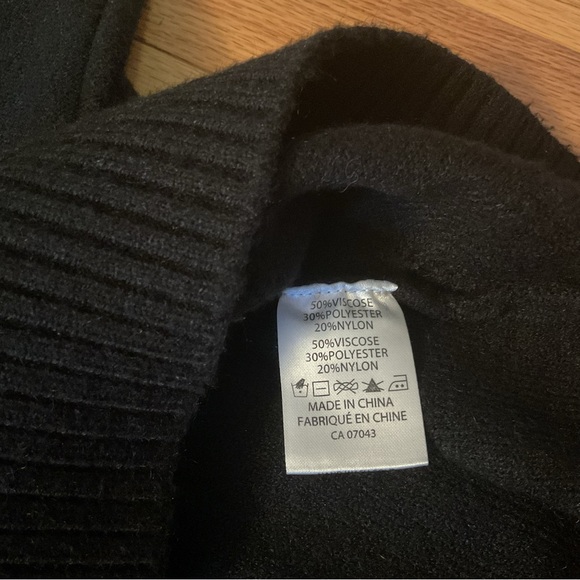 50%VISCOSE
30%POLYESTER
20%NYLON
50%VISCOSE
30%POLYESTER
20%NYLON
MADE IN CHINA
FABRIQUÉ EN CHINE
CA 07043